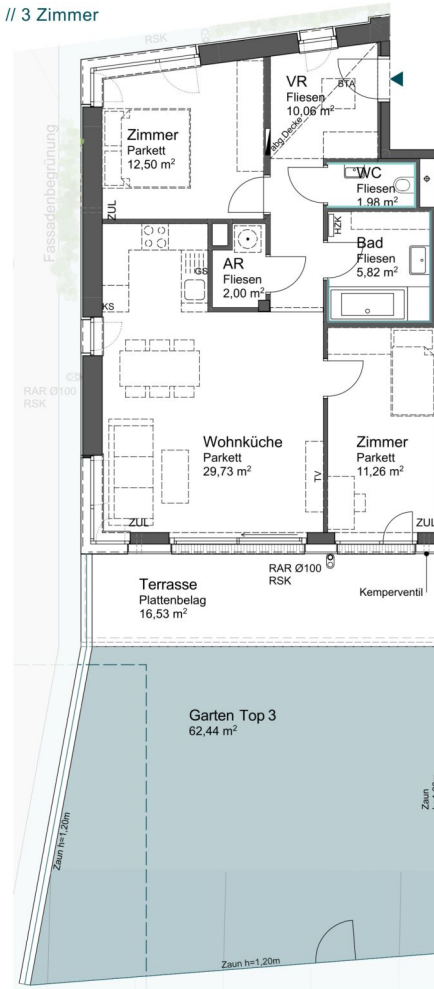 // 3 Zimmer
RSK
VR
Fliesen
10,06 m²
STA
abg.Decke
Zimmer
Parkett
12,50 m²
Fassadenbegrünung
WC
Fliesen
1,98 m²
ZUL
HZK
Bad
Fliesen
5,82 m²
GS
AR
Fliesen
2,00 m²
KS
RAR Ø100
RSK
Wohnküche
Parkett
29,73 m²
TV
Zimmer
Parkett
11,26 m²
ZUL
ZUL
RAR Ø100
RSK
Kemperventil
Terrasse
Plattenbelag
16,53 m²
Garten Top 3
62,44 m²
Zaun h=1,20m
Zaun
Zaun h=1,20m